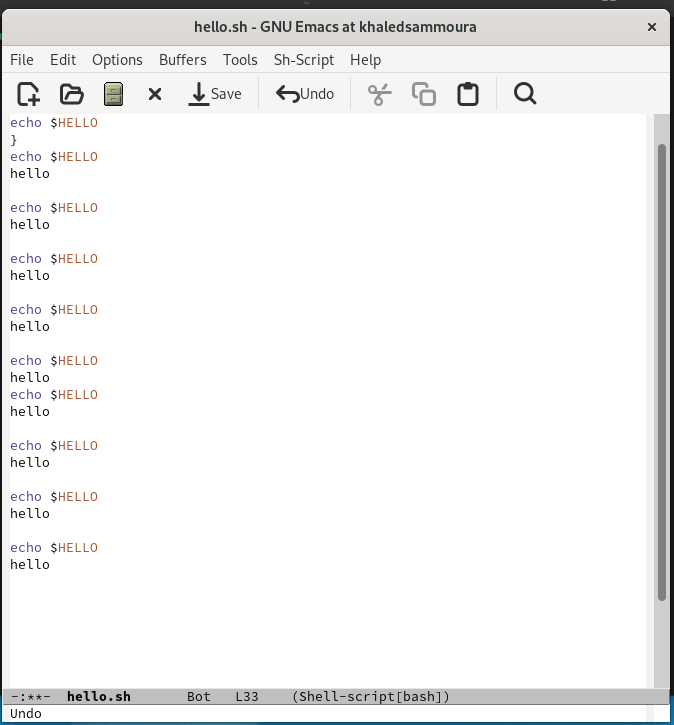 hello.sh - GNU Emacs at khaledsammoura
File Edit Options Buffers Tools Sh-Script Help
Save Undo
echo $HELLO
}
echo $HELLO
hello
echo $HELLO
hello
echo $HELLO
hello
echo $HELLO
hello
echo $HELLO
hello
echo $HELLO
hello
echo $HELLO
hello
echo $HELLO
hello
echo $HELLO
hello
-:**- hello.sh Bot L33 (Shell-script[bash])
Undo